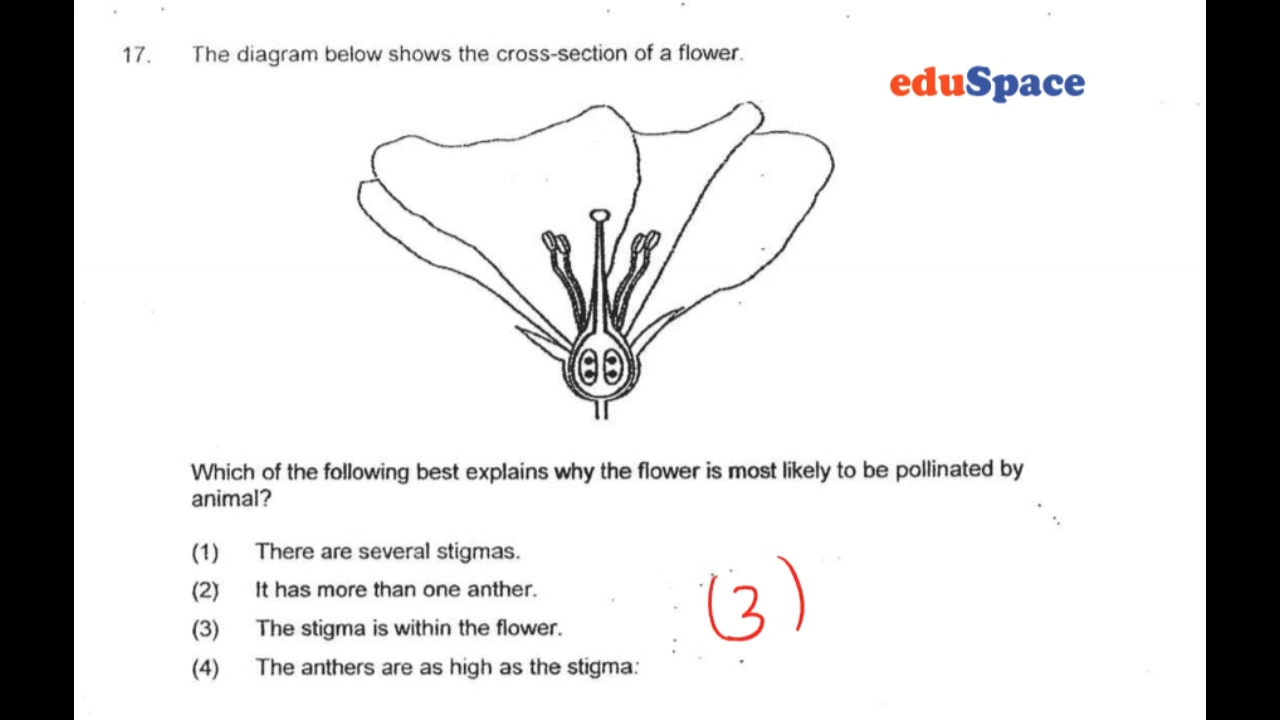 17. The diagram below shows the cross-section of a flower.
eduSpace
Which of the following best explains why the flower is most likely to be pollinated by
animal?
(1) There are several stigmas.
(2) It has more than one anther.
(3) The stigma is within the flower.
(4) The anthers are as high as the stigma:
(3)